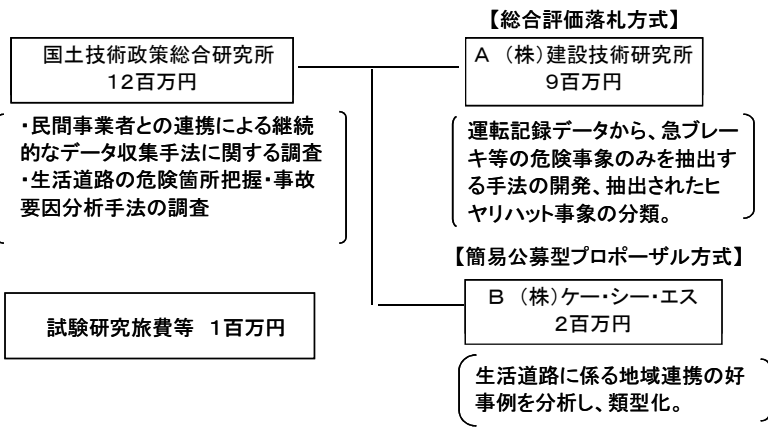 国土技術政策総合研究所
12百万円
・民間事業者との連携による継続
的なデータ収集手法に関する調査
・生活道路の危険箇所把握・事故
要因分析手法の調査
試験研究旅費等 1百万円
【総合評価落札方式】
A (株)建設技術研究所
9百万円
運転記録データから、急ブレー
キ等の危険事象のみを抽出す
る手法の開発、抽出されたヒ
ヤリハット事象の分類。
【簡易公募型プロポーザル方式】
B (株)ケー・シー・エス
2百万円
生活道路に係る地域連携の好
事例を分析し、類型化。